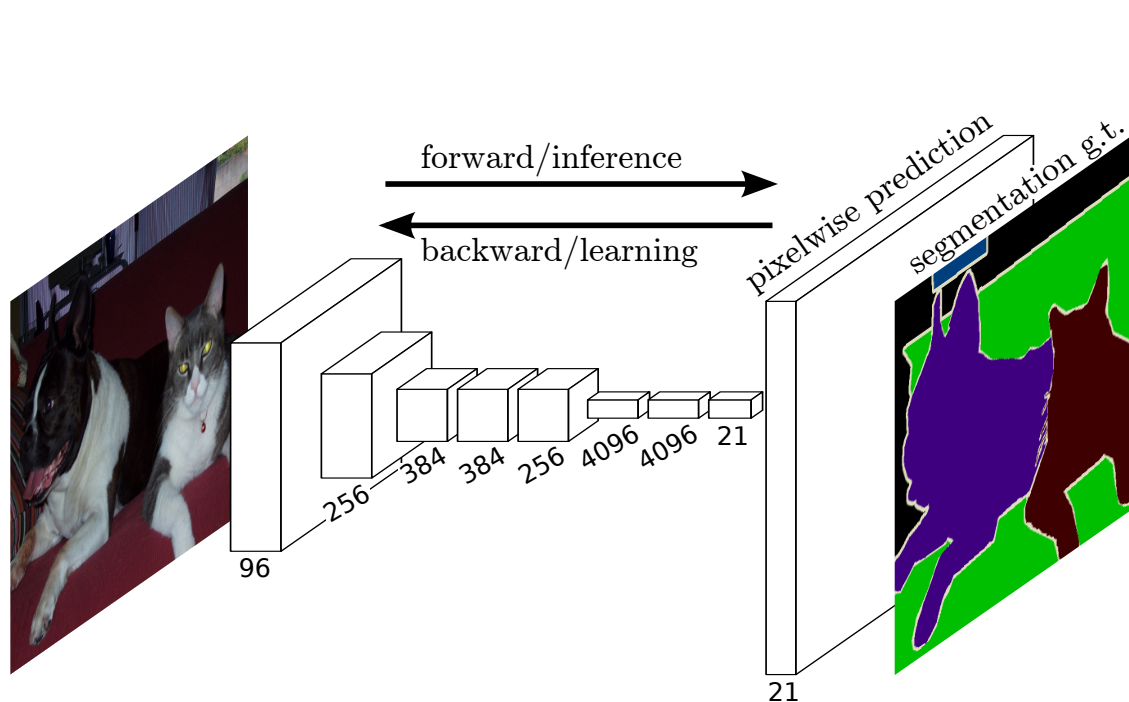 forward/inference
backward/learning
pixelwise prediction
segmentation g.t.
96
256
384
384
256
4096
4096
21
21